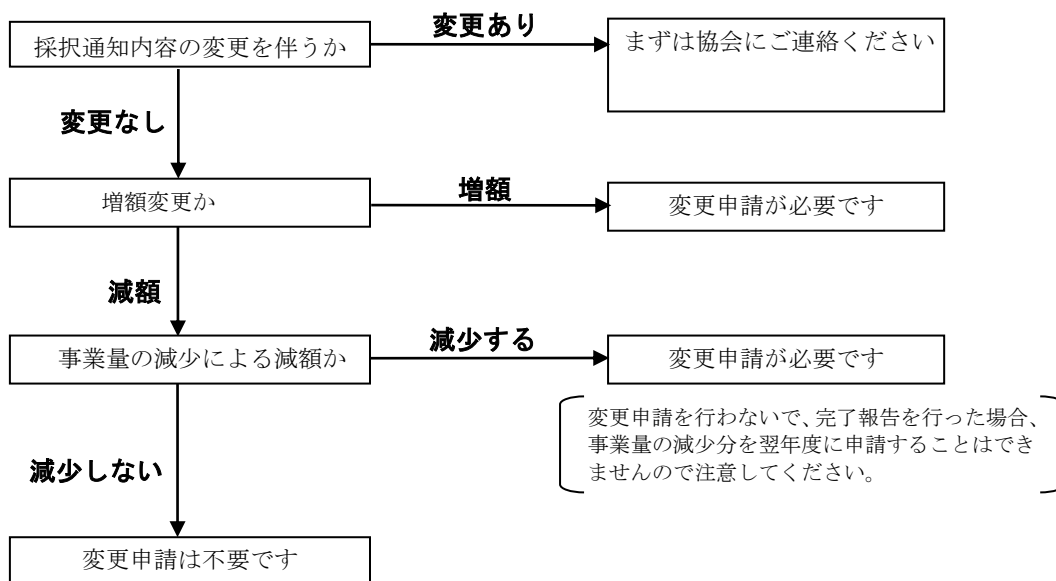 変更あり
採択通知内容の変更を伴うか
まずは協会にご連絡ください
変更なし
増額変更か
増額
変更申請が必要です
減額
事業量の減少による減額か
減少する
変更申請が必要です
変更申請を行わないで、完了報告を行った場合、
事業量の減少分を翌年度に申請することはでき
ませんので注意してください。
減少しない
変更申請は不要です